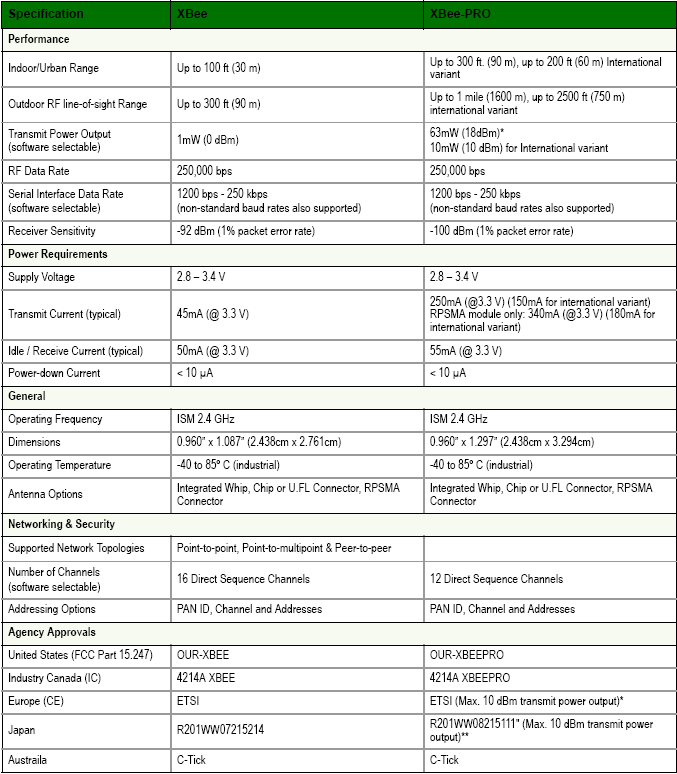 Specification XBee XBee-PRO
Performance
Indoor/Urban Range Up to 100 ft (30 m) Up to 300 ft. (90 m), up to 200 ft (60 m) International
variant
Outdoor RF line-of-sight Range Up to 300 ft (90 m) Up to 1 mile (1600 m), up to 2500 ft (750 m)
international variant
Transmit Power Output
(software selectable) 1mW (0 dBm) 63mW (18dBm)*
10mW (10 dBm) for International variant
RF Data Rate 250,000 bps 250,000 bps
Serial Interface Data Rate
(software selectable) 1200 bps - 250 kbps
(non-standard baud rates also supported) 1200 bps - 250 kbps
(non-standard baud rates also supported)
Receiver Sensitivity -92 dBm (1% packet error rate) -100 dBm (1% packet error rate)
Power Requirements
Supply Voltage 2.8 – 3.4 V 2.8 – 3.4 V
Transmit Current (typical) 45mA (@ 3.3 V) 250mA (@3.3 V) (150mA for international variant)
RPSMA module only: 340mA (@3.3 V) (180mA for
international variant)
Idle / Receive Current (typical) 50mA (@ 3.3 V) 55mA (@ 3.3 V)
Power-down Current < 10 µA < 10 µA
General
Operating Frequency ISM 2.4 GHz ISM 2.4 GHz
Dimensions 0.960” x 1.087” (2.438cm x 2.761cm) 0.960” x 1.297” (2.438cm x 3.294cm)
Operating Temperature -40 to 85º C (industrial) -40 to 85º C (industrial)
Antenna Options Integrated Whip, Chip or U.FL Connector, RPSMA
Connector Integrated Whip, Chip or U.FL Connector, RPSMA
Connector
Networking & Security
Supported Network Topologies Point-to-point, Point-to-multipoint & Peer-to-peer
Number of Channels
(software selectable) 16 Direct Sequence Channels 12 Direct Sequence Channels
Addressing Options PAN ID, Channel and Addresses PAN ID, Channel and Addresses
Agency Approvals
United States (FCC Part 15.247) OUR-XBEE OUR-XBEEPRO
Industry Canada (IC) 4214A XBEE 4214A XBEEPRO
Europe (CE) ETSI ETSI (Max. 10 dBm transmit power output)*
Japan R201WW07215214 R201WW08215111" (Max. 10 dBm transmit power
output)**
Austraila C-Tick C-Tick